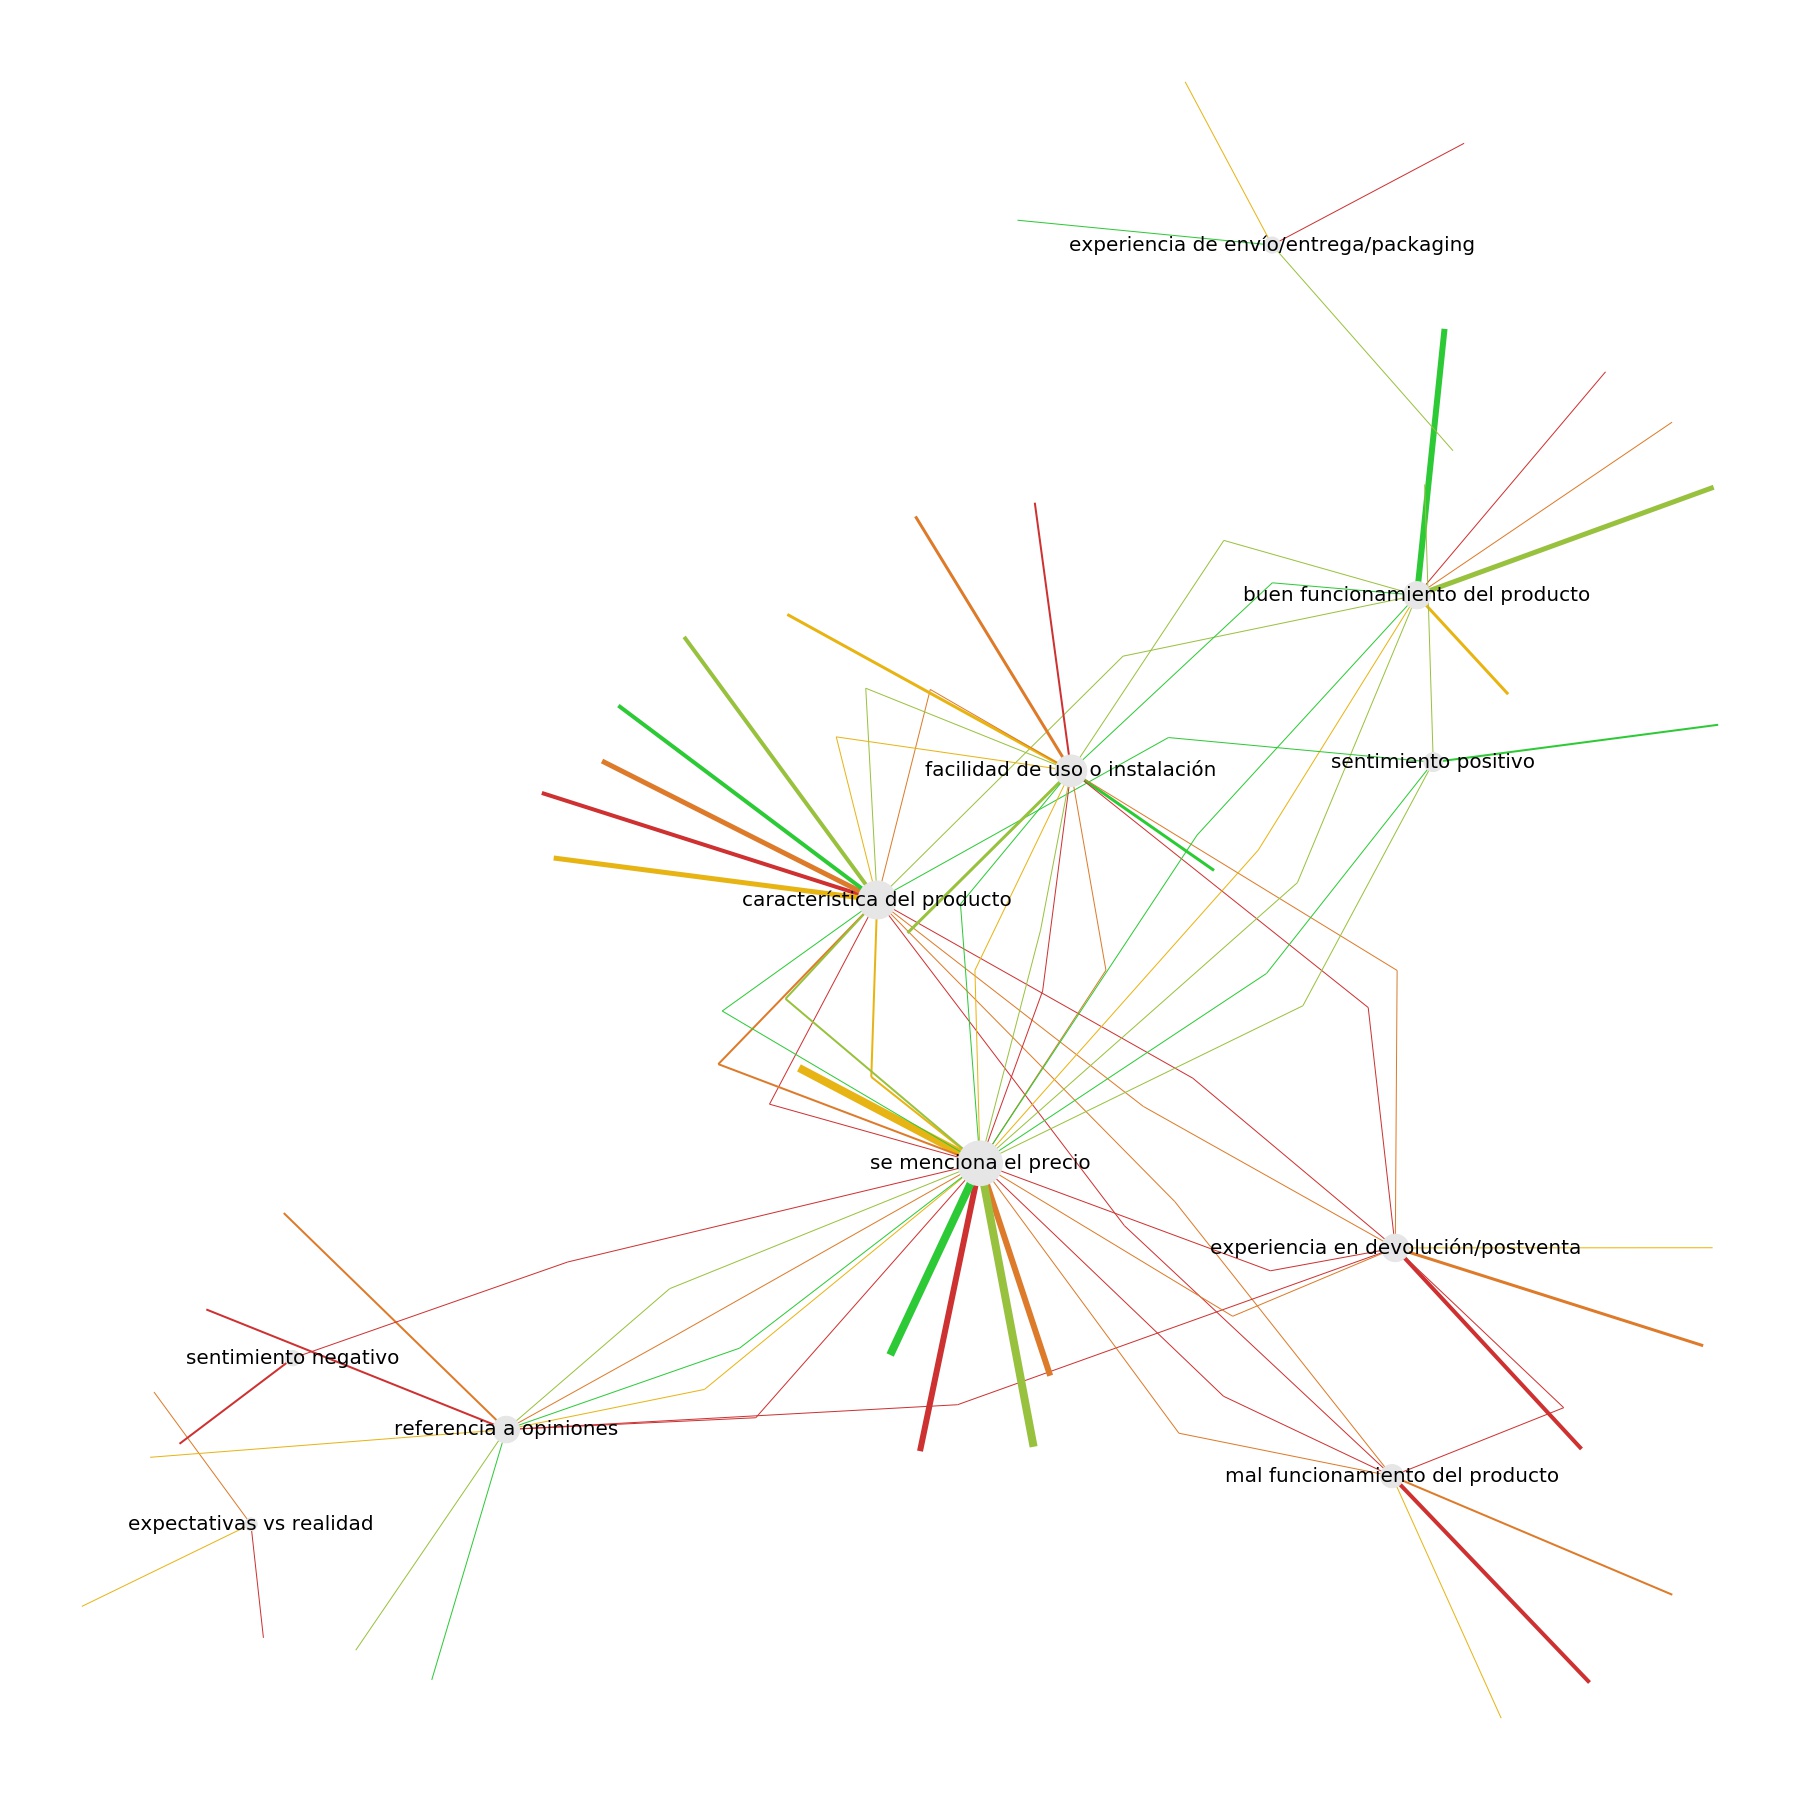 experiencia de envío/entrega/packaging
buen funcionamiento del producto
sentimiento positivo
facilidad de uso o instalación
característica del producto
se menciona el precio
experiencia en devolución/postventa
sentimiento negativo
referencia a opiniones
mal funcionamiento del producto
expectativas vs realidad